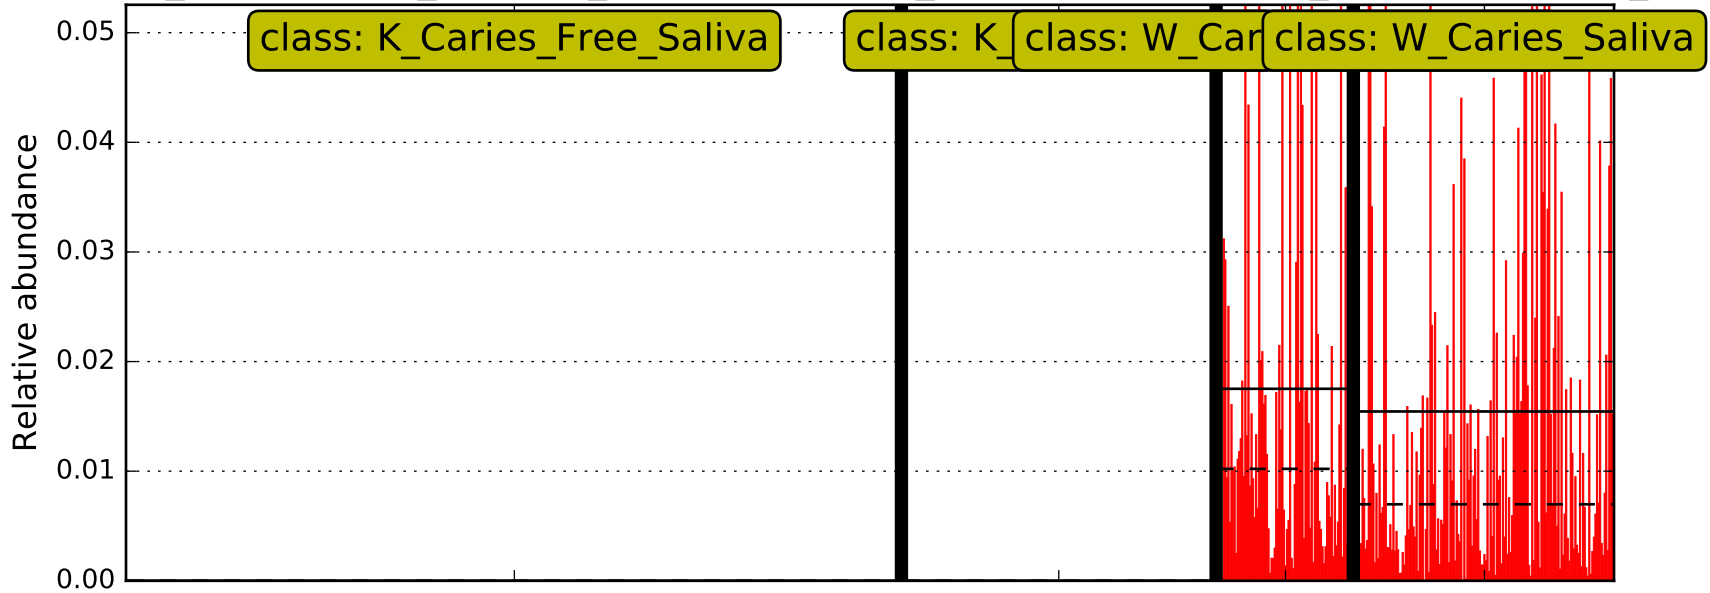 0.05
class: K_Caries_Free_Saliva
class: K_
class: W_Car
class: W_Caries_Saliva
0.04
0.03
0.02
0.01
0.00
Relative abundance